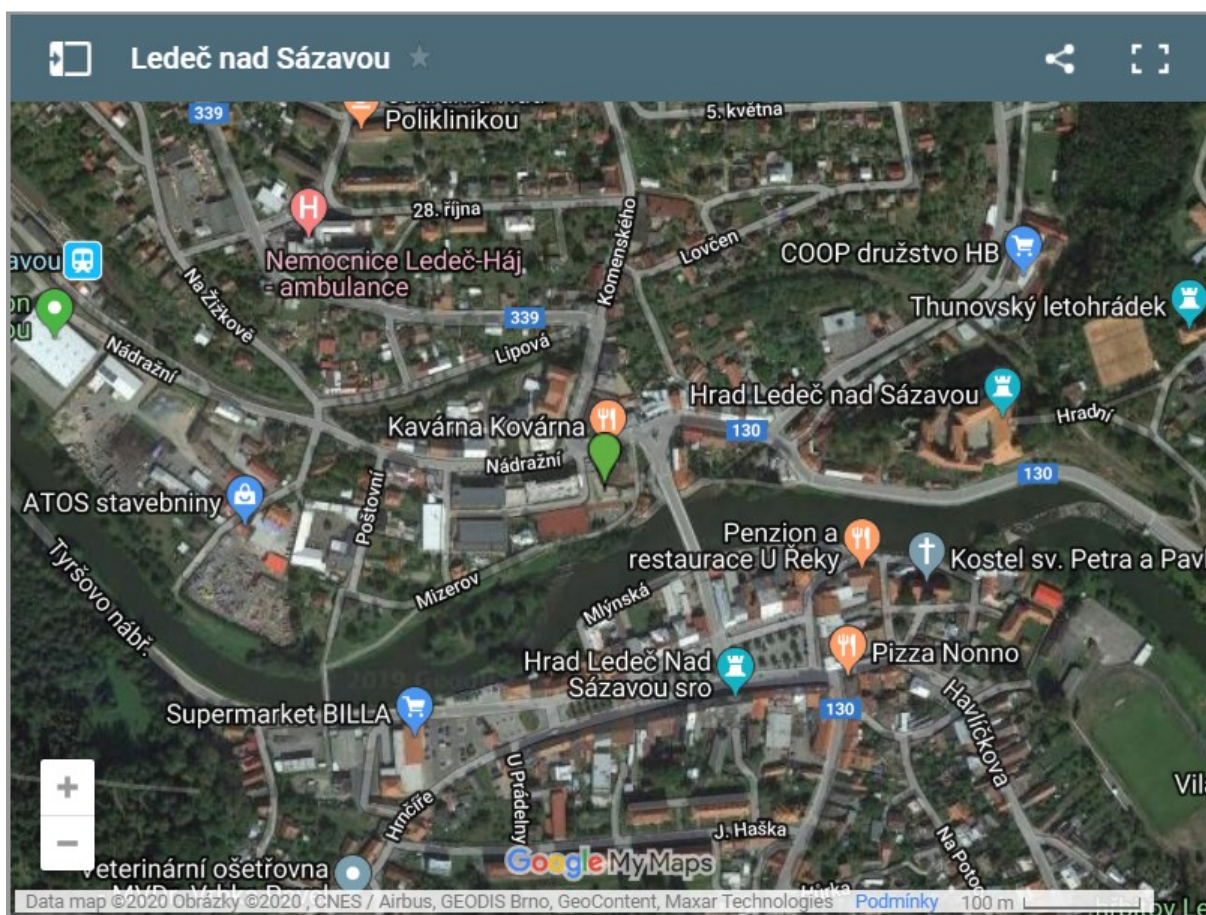 Ledeč nad Sázavou
339
Poliklinikou
5. května
28. října
Komenského
Lovčen
COOP družstvo HB
avou
Nemocnice Ledeč-Háj
- ambulance
Na Žižkově
Thunovský letohrádek
339
Lipová
Nádražní
Hrad Ledeč nad Sázavou
Hradní
Kavárna Kovárna
130
Nádražní
130
ATOS stavebniny
Poštovní
Penzion a
restaurace U Řeky
Kostel sv. Petra a Pavl
Tyršovo nábř.
Mizerov
Mlýnská
Hrad Ledeč Nad
Sázavou sro
Pizza Nonno
Supermarket BILLA
130
Havlíčkova
U Prádelny
Hrnčíře
J. Haška
Vila
Na Potoc
Google My Maps
Veterinární ošetřovna
Data map ©2020 Obrázky ©2020 , CNES / Airbus, GEODIS Brno, GeoContent, Maxar Technologies
Podmínky
100 m